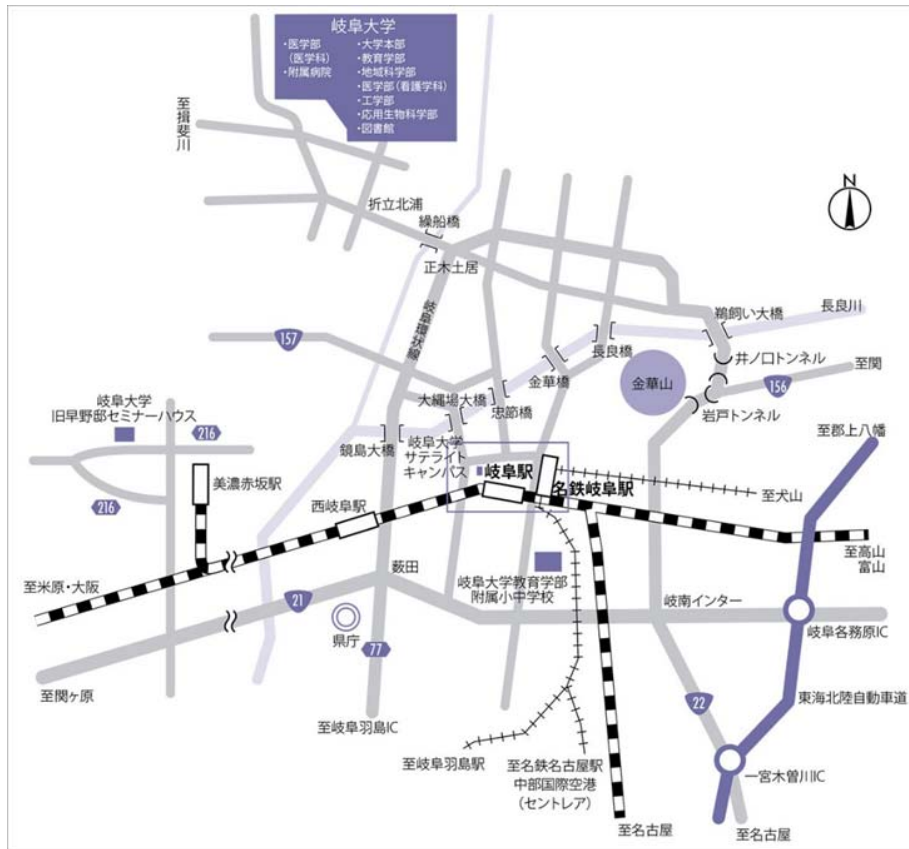 岐阜大学
・医学部
(医学科)
・附属病院
・大学本部
・教育学部
・地域科学部
・医学部(看護学科)
・工学部
・応用生物科学部
・図書館
至揖斐川
N
折立北浦
繰船橋
正木土居
岐阜環状線
157
鵜飼い大橋
長良川
井ノ口トンネル
長良橋
金華橋
金華山
至関
156
岩戸トンネル
忠節橋
大縄場大橋
鏡島大橋
岐阜大学
旧早野邸セミナーハウス
216
岐阜大学
サテライト
キャンパス
岐阜駅
名鉄岐阜駅
至郡上八幡
至犬山
美濃赤坂駅
216
西岐阜駅
至高山
富山
薮田
岐阜大学教育学部
附属小中学校
至米原・大阪
21
県庁
岐南インター
岐阜各務原IC
77
至関ヶ原
22
東海北陸自動車道
至岐阜羽島IC
至岐阜羽島駅
至名鉄名古屋駅
中部国際空港
(セントレア)
一宮木曽川IC
至名古屋
至名古屋